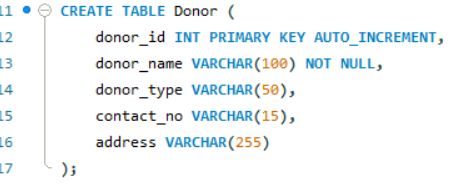 11 CREATE TABLE Donor (
12 donor_id INT PRIMARY KEY AUTO_INCREMENT,
13 donor_name VARCHAR(100) NOT NULL,
14 donor_type VARCHAR(50),
15 contact_no VARCHAR(15),
16 address VARCHAR(255)
17 );